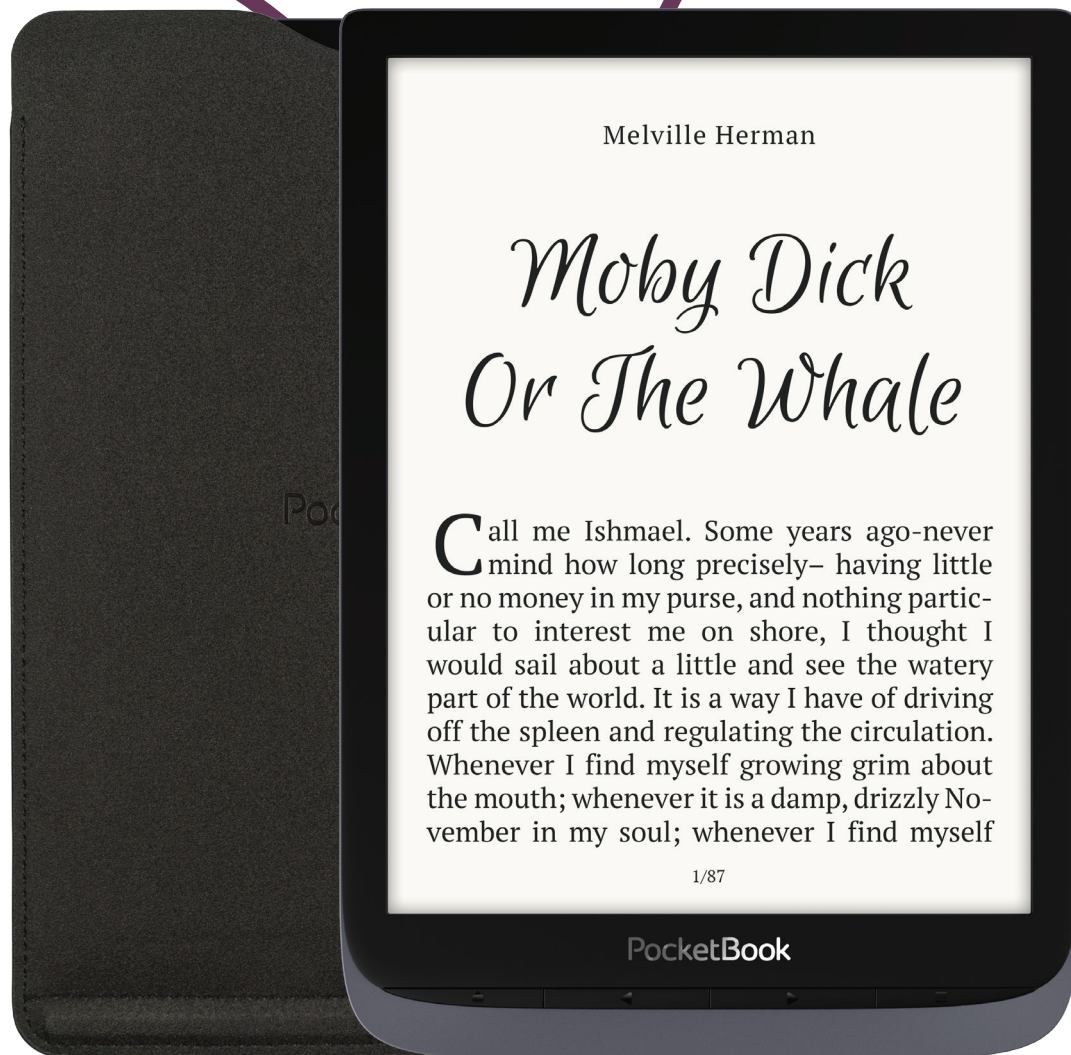 Melville Herman
Moby Dick
Or The Whale
Call me Ishmael. Some years ago-never
mind how long precisely– having little
or no money in my purse, and nothing partic-
ular to interest me on shore, I thought I
would sail about a little and see the watery
part of the world. It is a way I have of driving
off the spleen and regulating the circulation.
Whenever I find myself growing grim about
the mouth; whenever it is a damp, drizzly No-
vember in my soul; whenever I find myself
1/87
PocketBook
Poc